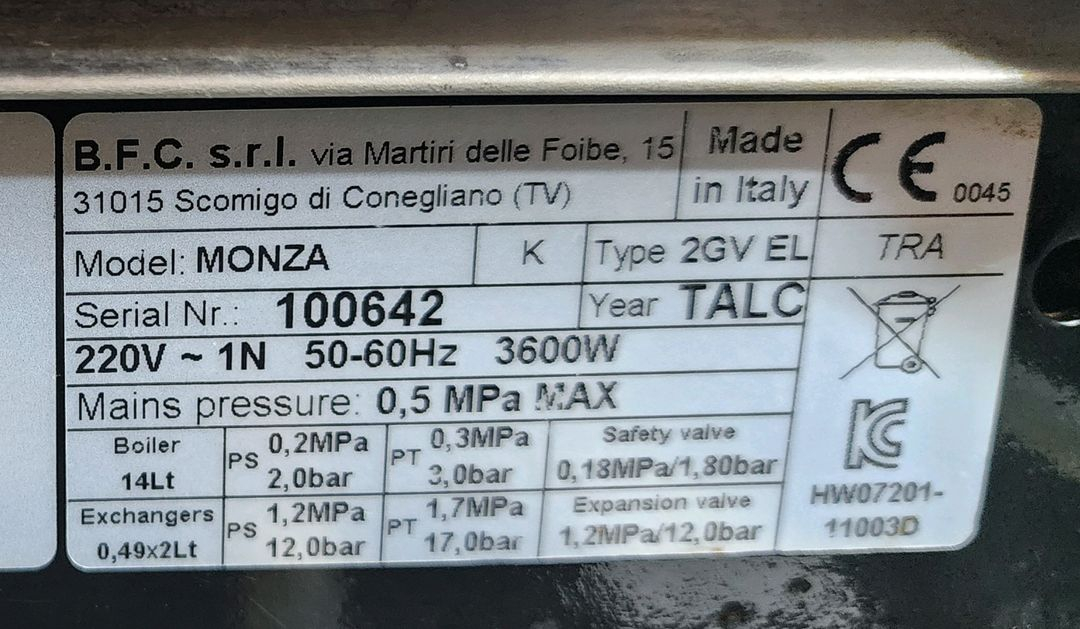 B.F.C. s.r.l. via Martiri delle Foibe, 15
31015 Scomigo di Conegliano (TV)
Made
in Italy
CE 0045
Model: MONZA
K
Type 2GV EL
TRA
Serial Nr.: 100642
Year TALC
220V ~ 1N 50-60Hz 3600W
Mains pressure: 0,5 MPa MAX
Boiler
14Lt
PS 0,2MPa
2,0bar
PT 0,3MPa
3,0bar
Safety valve
0,18MPa/1,80bar
Exchangers
0,49x2Lt
PS 1,2MPa
12,0bar
PT 1,7MPa
17,0bar
Expansion valve
1,2MPa/12,0bar
KC
HW07201-
11003D